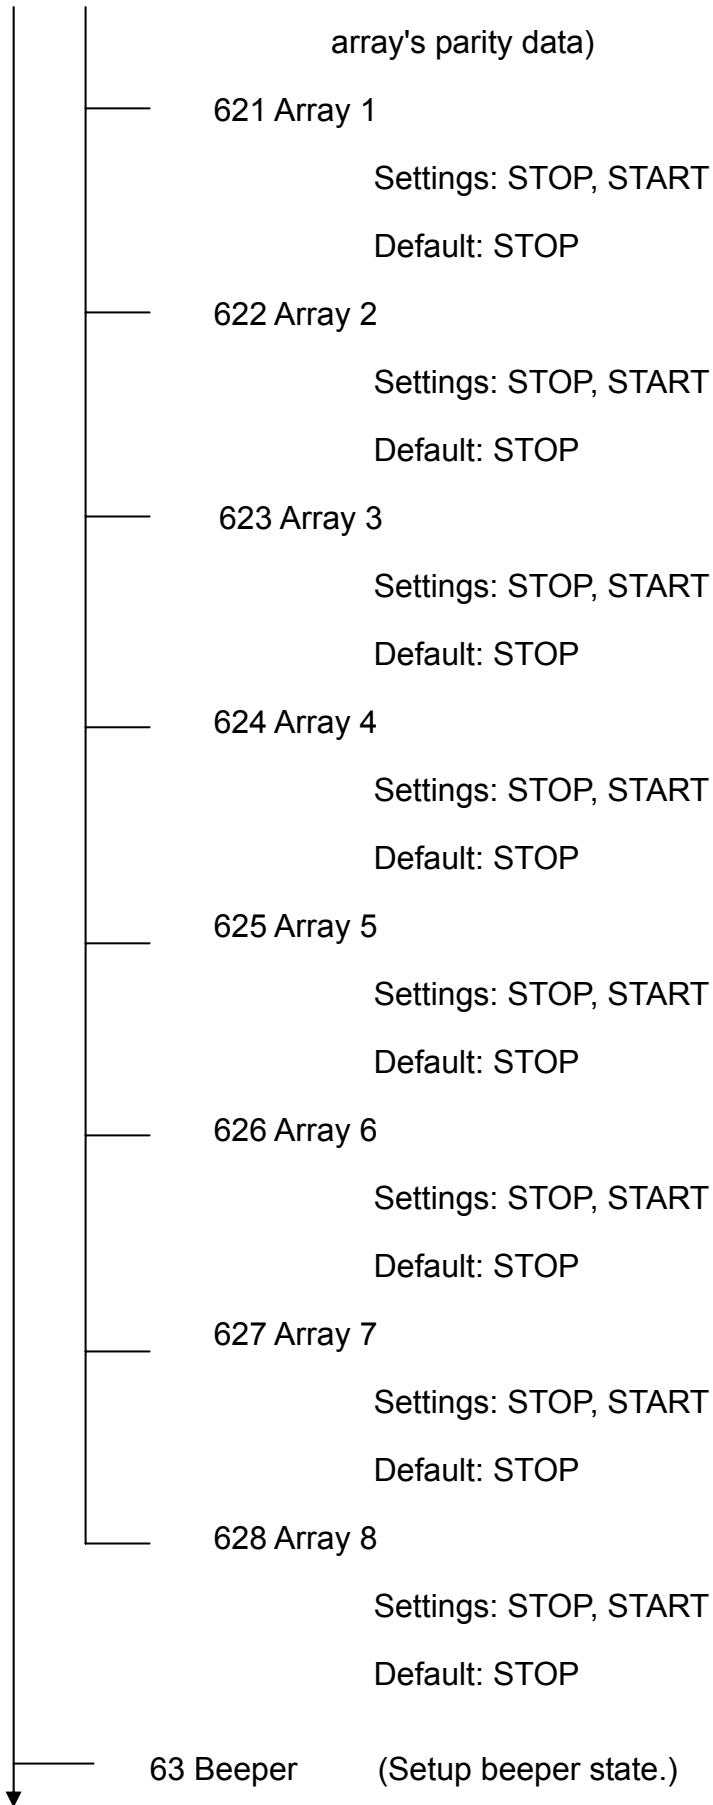 array's parity data)
621 Array 1
Settings: STOP, START
Default: STOP
622 Array 2
Settings: STOP, START
Default: STOP
623 Array 3
Settings: STOP, START
Default: STOP
624 Array 4
Settings: STOP, START
Default: STOP
625 Array 5
Settings: STOP, START
Default: STOP
626 Array 6
Settings: STOP, START
Default: STOP
627 Array 7
Settings: STOP, START
Default: STOP
628 Array 8
Settings: STOP, START
Default: STOP
63 Beeper (Setup beeper state.)